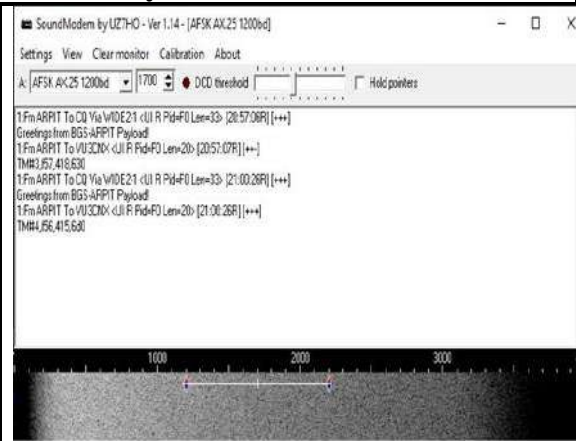 SoundModem by UZ7HO - Ver 1.14 - [AFSK AX.25 1200bd]
Settings View Clear monitor Calibration About
A: AFSK AX.25 1200bd 1700 DCD threshold Hold pointers
1:Fm ARPIT To CQ Via WIDE2-1 <UI R Pid=F0 Len=33> [20:57:06R] [+++]
Greetings from BGS-ARPIT Payload!
1:Fm ARPIT To VU3CNX <UI R Pid=F0 Len=20> [20:57:07R] [++-]
TM##3,f57,418,630
1:Fm ARPIT To CQ Via WIDE2-1 <UI R Pid=F0 Len=33> [21:00:26R] [+++]
Greetings from BGS-ARPIT Payload!
1:Fm ARPIT To VU3CNX <UI R Pid=F0 Len=20> [21:00:26R] [+++]
TM##4,f56,415,6d0
1000 2000 3000